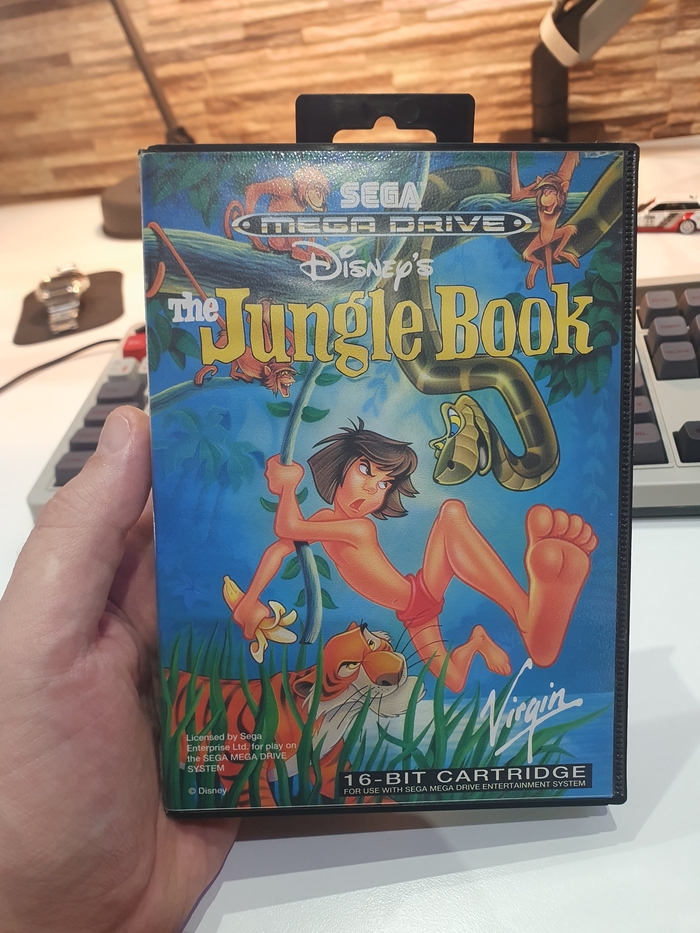 SEGA
MEGA DRIVE
Disney's
The Jungle Book
Virgin
Licensed by Sega
Enterprise Ltd. for play on
the SEGA MEGA DRIVE
SYSTEM
© Disney
16-BIT CARTRIDGE
FOR USE WITH SEGA MEGA DRIVE ENTERTAINMENT SYSTEM